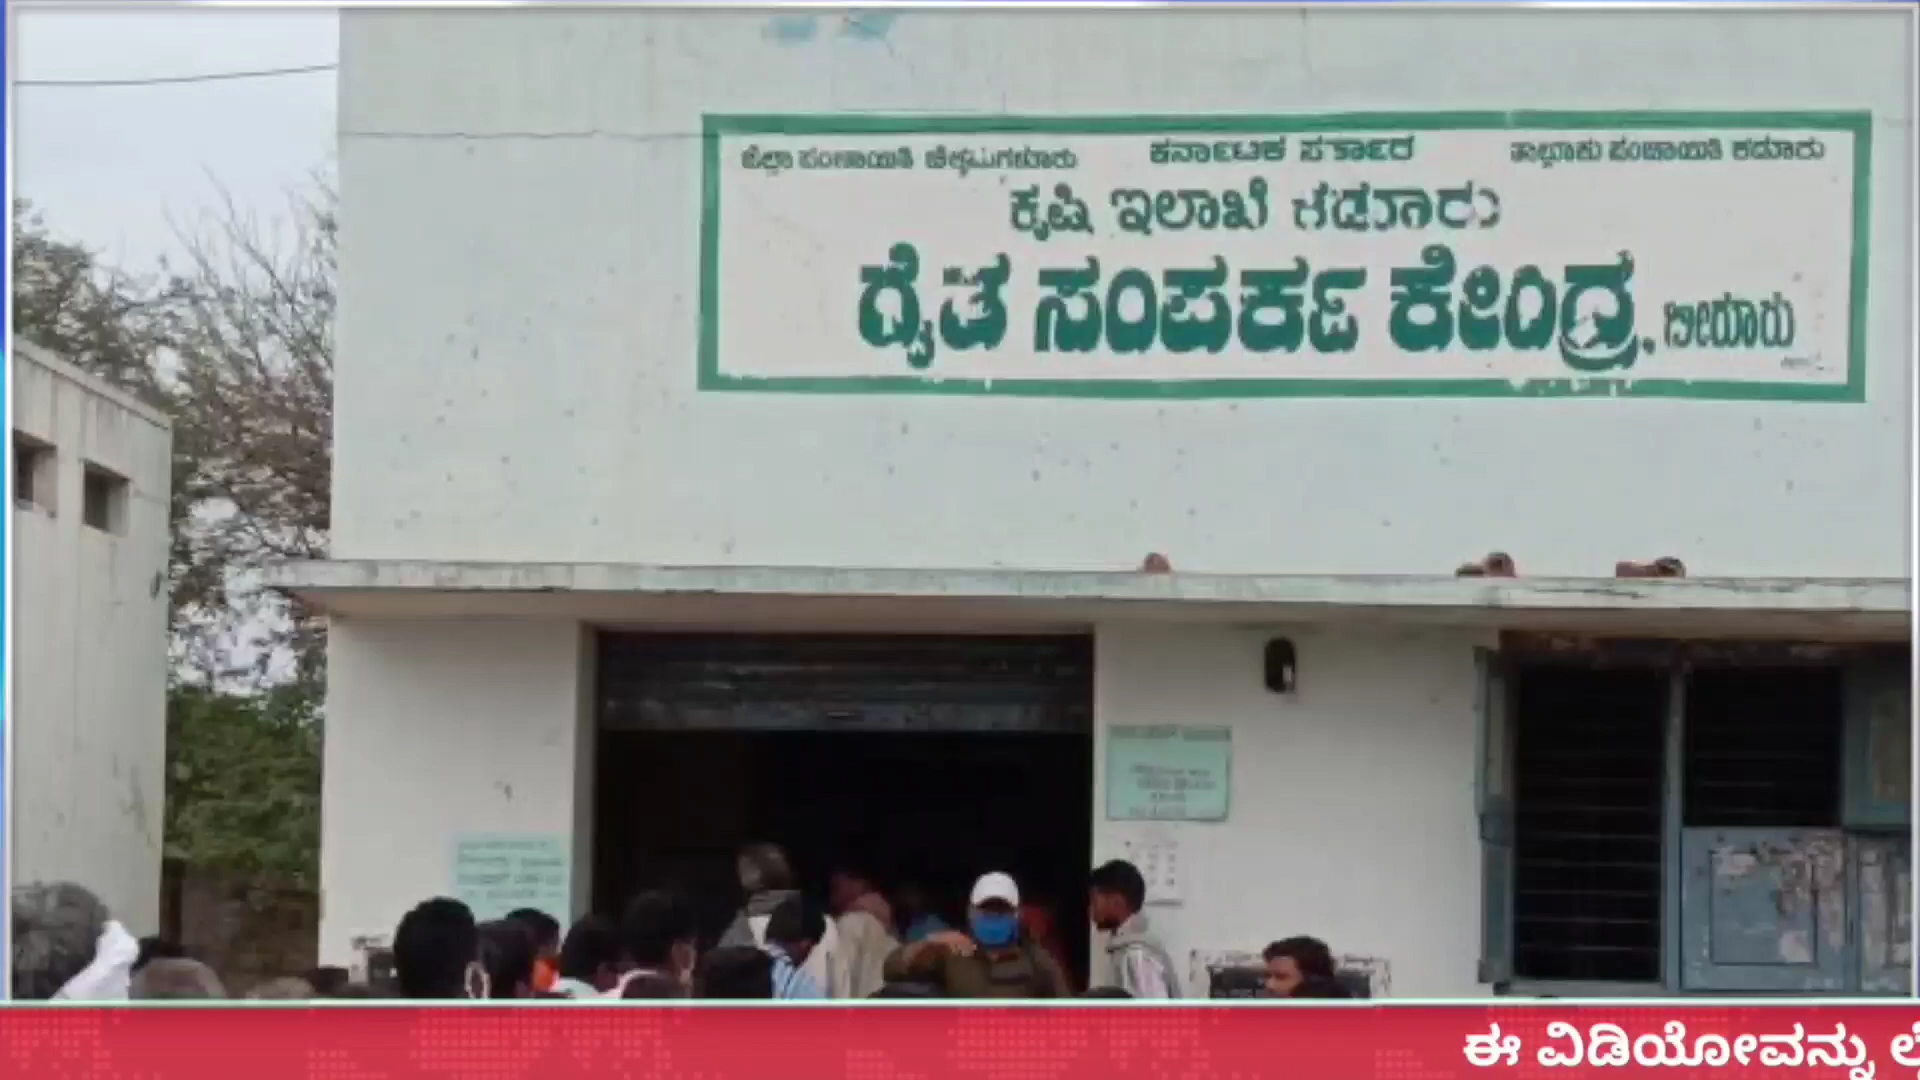 ಜಿಲ್ಲಾ ಪಂಚಾಯಿತಿ ಚಿಕ್ಕಮಗಳೂರು ಕರ್ನಾಟಕ ಸರ್ಕಾರ ತಾಲ್ಲೂಕು ಪಂಚಾಯಿತಿ ಕಡೂರು
ಕೃಷಿ ಇಲಾಖೆ ಕಡೂರು
ರೈತ ಸಂಪರ್ಕ ಕೇಂದ್ರ, ಬೀರೂರು
ಈ ವಿಡಿಯೋವನ್ನು